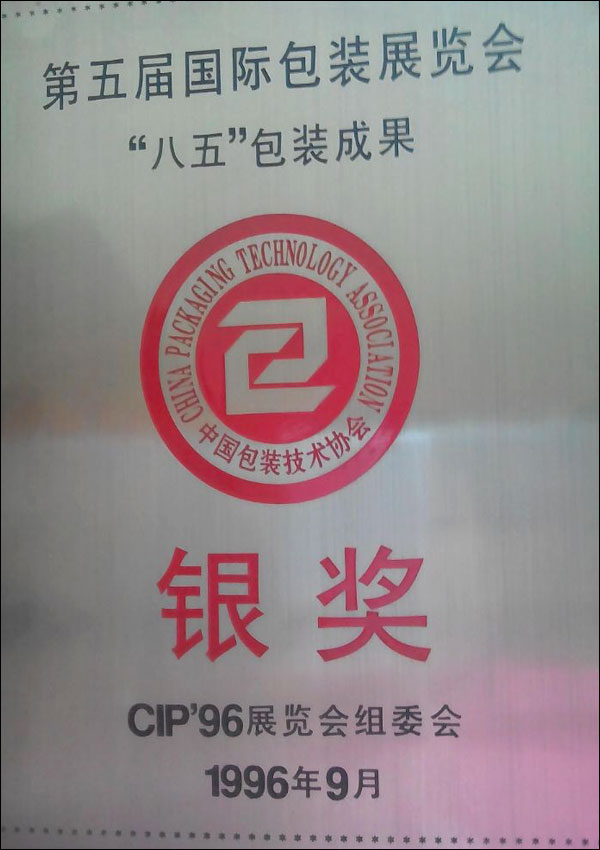 第五届国际包装展览会
“八五”包装成果
CHINA PACKAGING TECHNOLOGY ASSOCIATION
中国包装技术协会
银奖
CIP’96展览会组委会
1996年9月